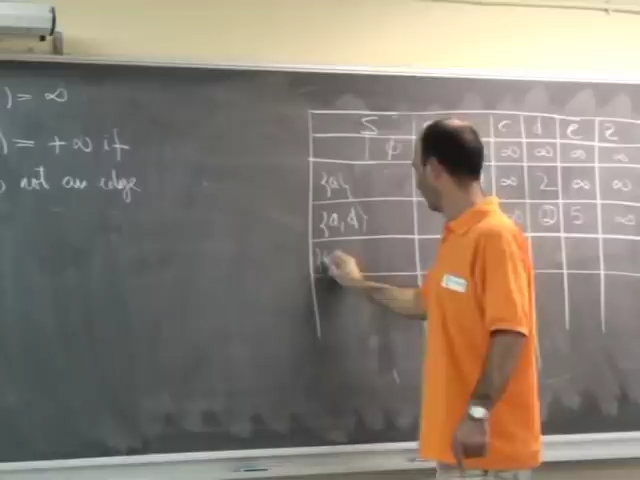 ) = ∞
) = +∞ if
not an edge
S c d e z
φ ∞ ∞ ∞ ∞
{a} ∞ 2 ∞ ∞
{a, d} ② 5 ∞
{